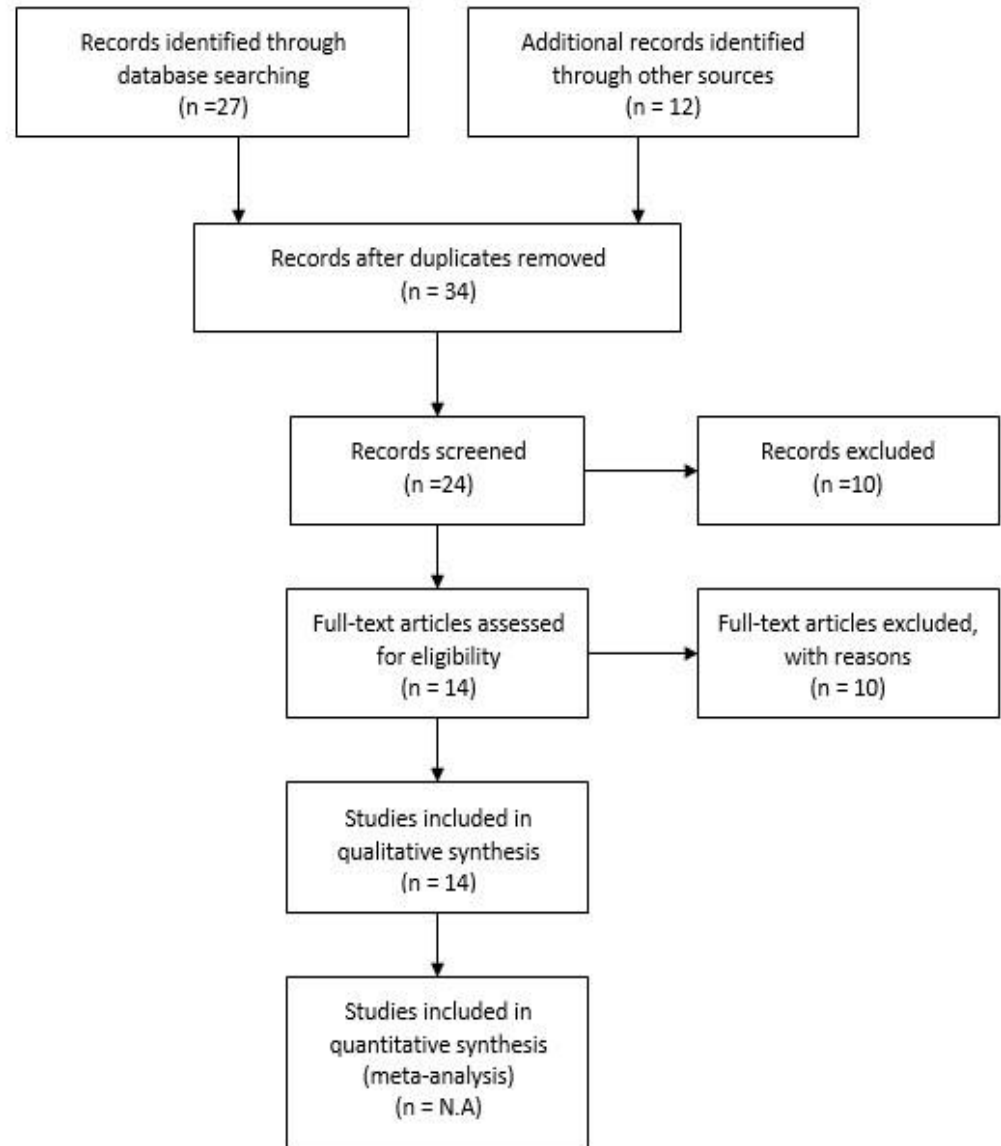 Records identified through
database searching
(n =27)
Additional records identified
through other sources
(n = 12)
Records after duplicates removed
(n = 34)
Records screened
(n =24)
Records excluded
(n =10)
Full-text articles assessed
for eligibility
(n = 14)
Full-text articles excluded,
with reasons
(n = 10)
Studies included in
qualitative synthesis
(n = 14)
Studies included in
quantitative synthesis
(meta-analysis)
(n = N.A)